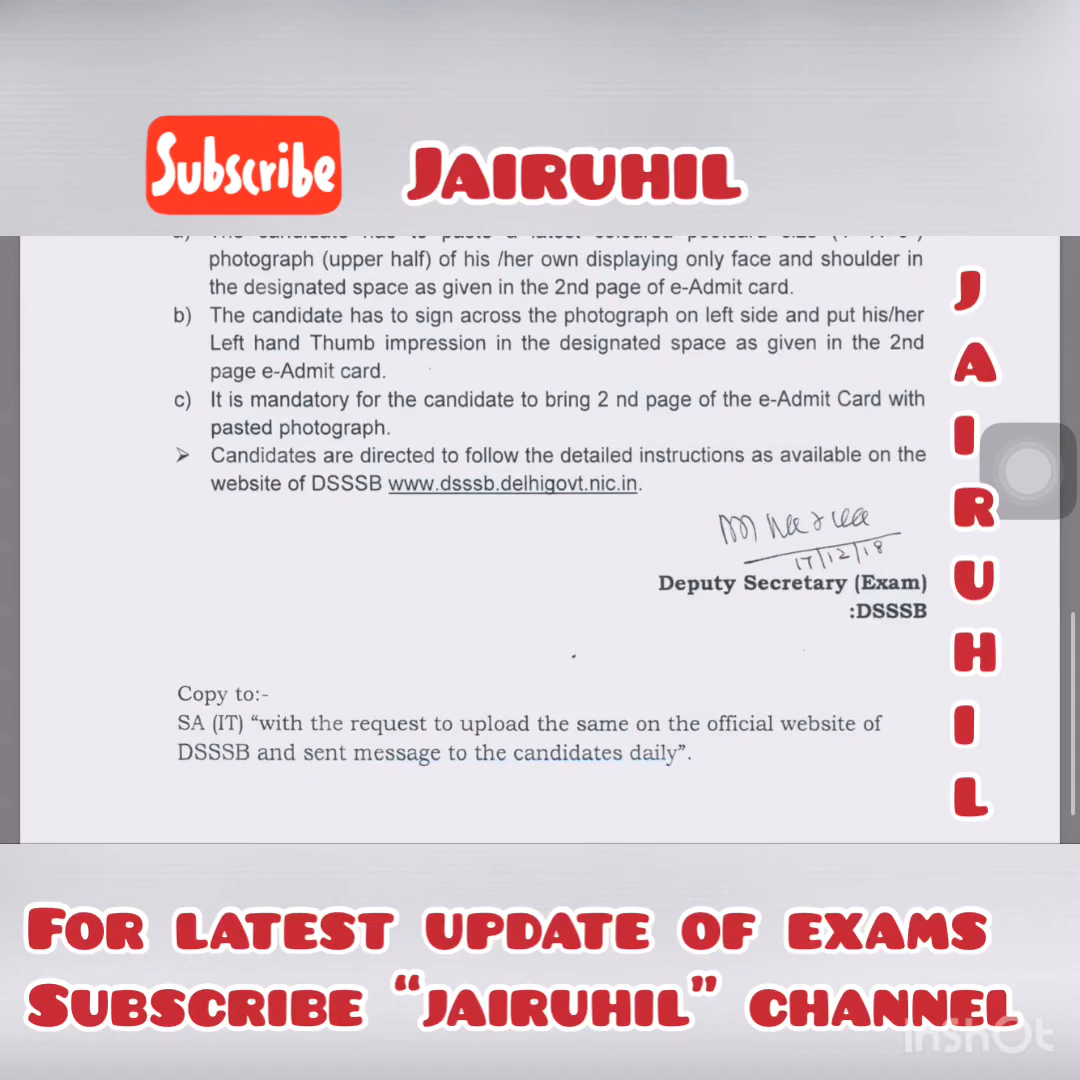 Subscribe JAIRUHIL
photograph (upper half) of his /her own displaying only face and shoulder in
the designated space as given in the 2nd page of e-Admit card.
b) The candidate has to sign across the photograph on left side and put his/her
Left hand Thumb impression in the designated space as given in the 2nd
page e-Admit card.
c) It is mandatory for the candidate to bring 2 nd page of the e-Admit Card with
pasted photograph.
➤ Candidates are directed to follow the detailed instructions as available on the
website of DSSSB www.dsssb.delhigovt.nic.in.
17/12/18
Deputy Secretary (Exam)
:DSSSB
Copy to:-
SA (IT) “with the request to upload the same on the official website of
DSSSB and sent message to the candidates daily”.
J
A
I
R
U
H
I
L
FOR LATEST UPDATE OF EXAMS
SUBSCRIBE “JAIRUHIL” CHANNEL
InShOt